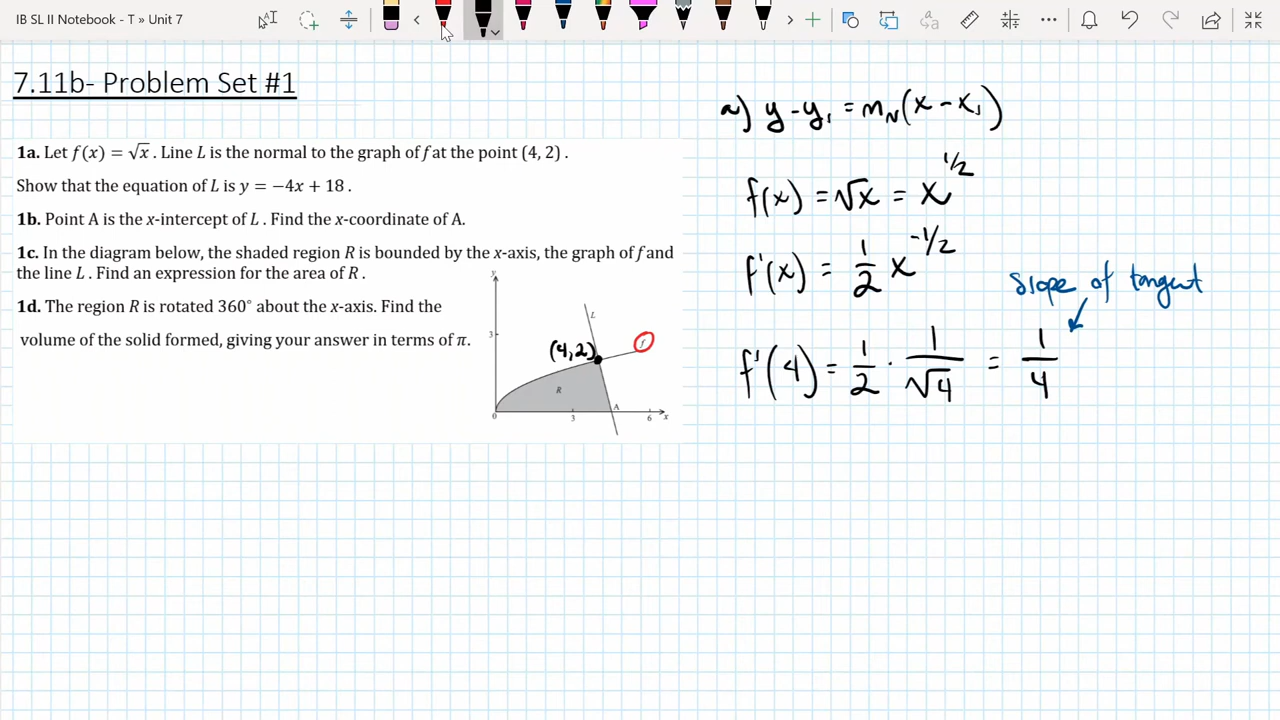 IB SL II Notebook - T » Unit 7
7.11b- Problem Set #1
1a. Let f(x) = √x . Line L is the normal to the graph of f at the point (4, 2) .
Show that the equation of L is y = −4x + 18 .
1b. Point A is the x-intercept of L . Find the x-coordinate of A.
1c. In the diagram below, the shaded region R is bounded by the x-axis, the graph of f and
the line L . Find an expression for the area of R .
1d. The region R is rotated 360° about the x-axis. Find the
volume of the solid formed, giving your answer in terms of π.
y
L
3
(4,2)
f
R
A
0
3
6
x
a) y - y₁ = m_N (x - x₁)
f(x) = √x = x^1/2
f'(x) = 1/2 x^-1/2
slope of tangent
f'(4) = 1/2 · 1/√4 = 1/4